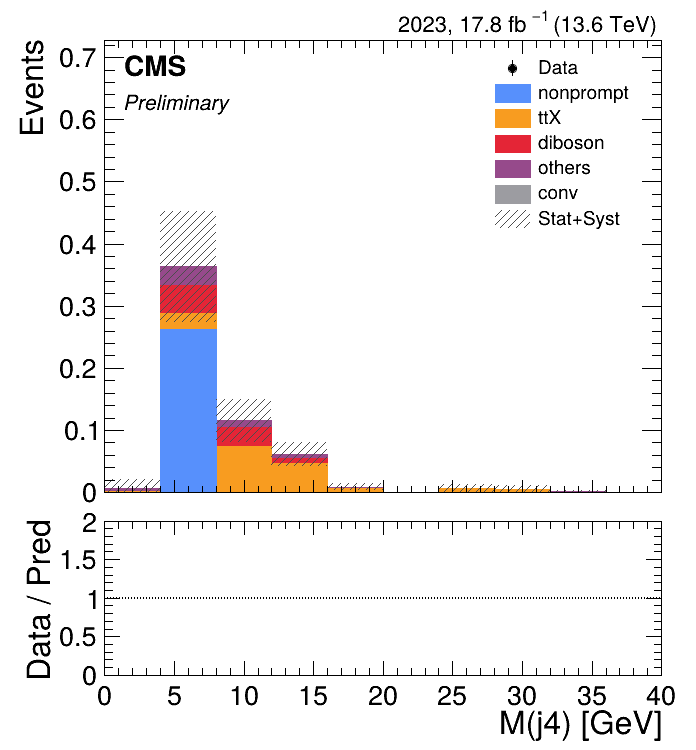 2023, 17.8 fb⁻¹ (13.6 TeV)
CMS
Preliminary
Events
0.7
0.6
0.5
0.4
0.3
0.2
0.1
0
Data
nonprompt
ttX
diboson
others
conv
Stat+Syst
Data / Pred
2
1.5
1
0.5
0
0 5 10 15 20 25 30 35 40
M(j4) [GeV]